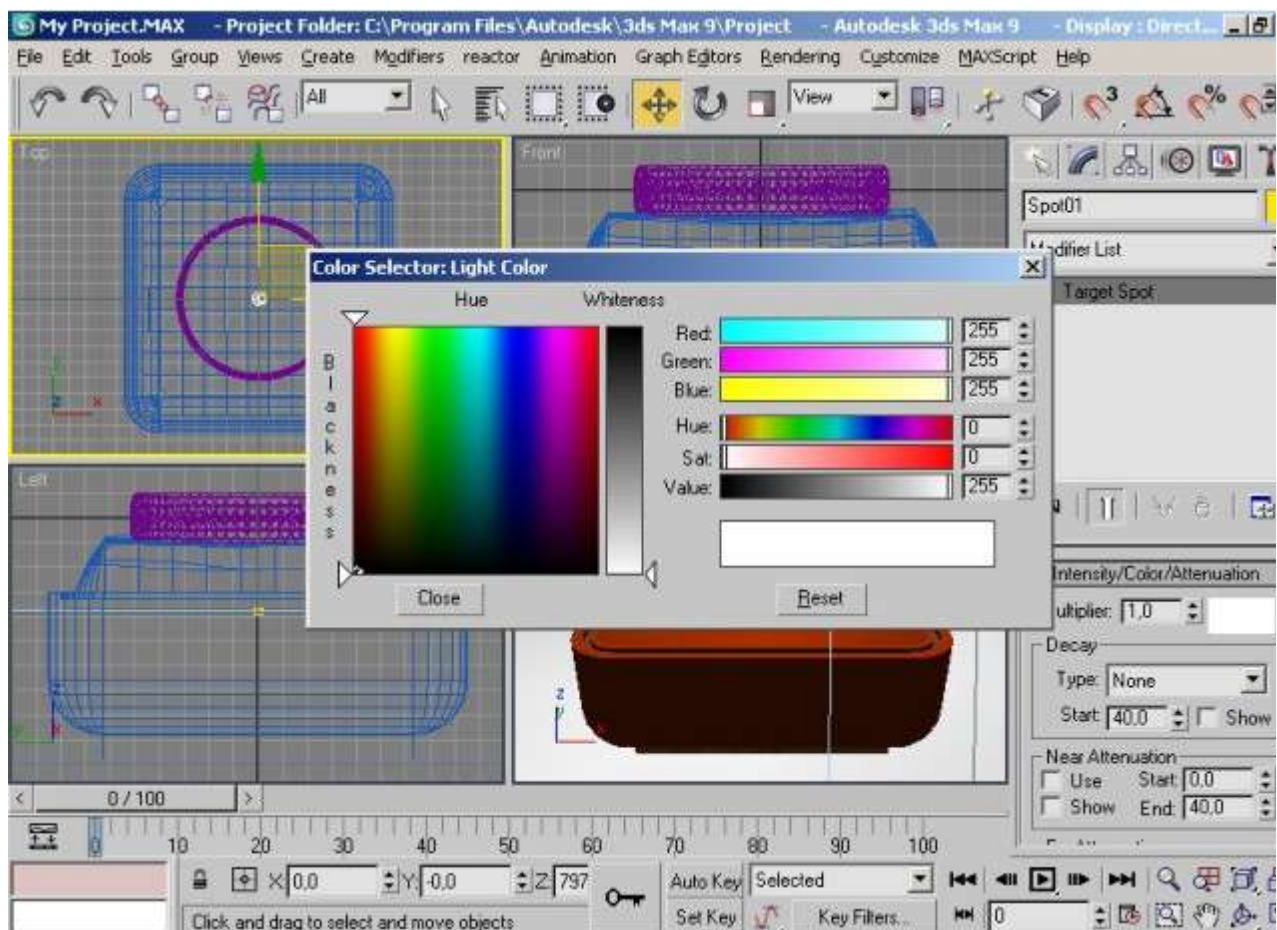 My Project.MAX - Project Folder: C:\Program Files\Autodesk\3ds Max 9\Project - Autodesk 3ds Max 9 - Display : Direct...
File Edit Tools Group Views Create Modifiers reactor Animation Graph Editors Rendering Customize MAXScript Help
All View 3 %
Top Front
Spot01
Color Selector: Light Color
Modifier List
Hue Whiteness
Target Spot
Blackness
Red: 255
Green: 255
Blue: 255
Hue: 0
Sat: 0
Value: 255
Left
Close Reset
Intensity/Color/Attenuation
ultiplier: 1,0
Decay
Type: None
Start: 40,0 Show
Near Attenuation
Use Start: 0,0
Show End: 40,0
z x
z
0 / 100
0 10 20 30 40 50 60 70 80 90 100
X: 0,0 Y: -0,0 Z: 797
Auto Key Selected
Click and drag to select and move objects
Set Key Key Filters... 0